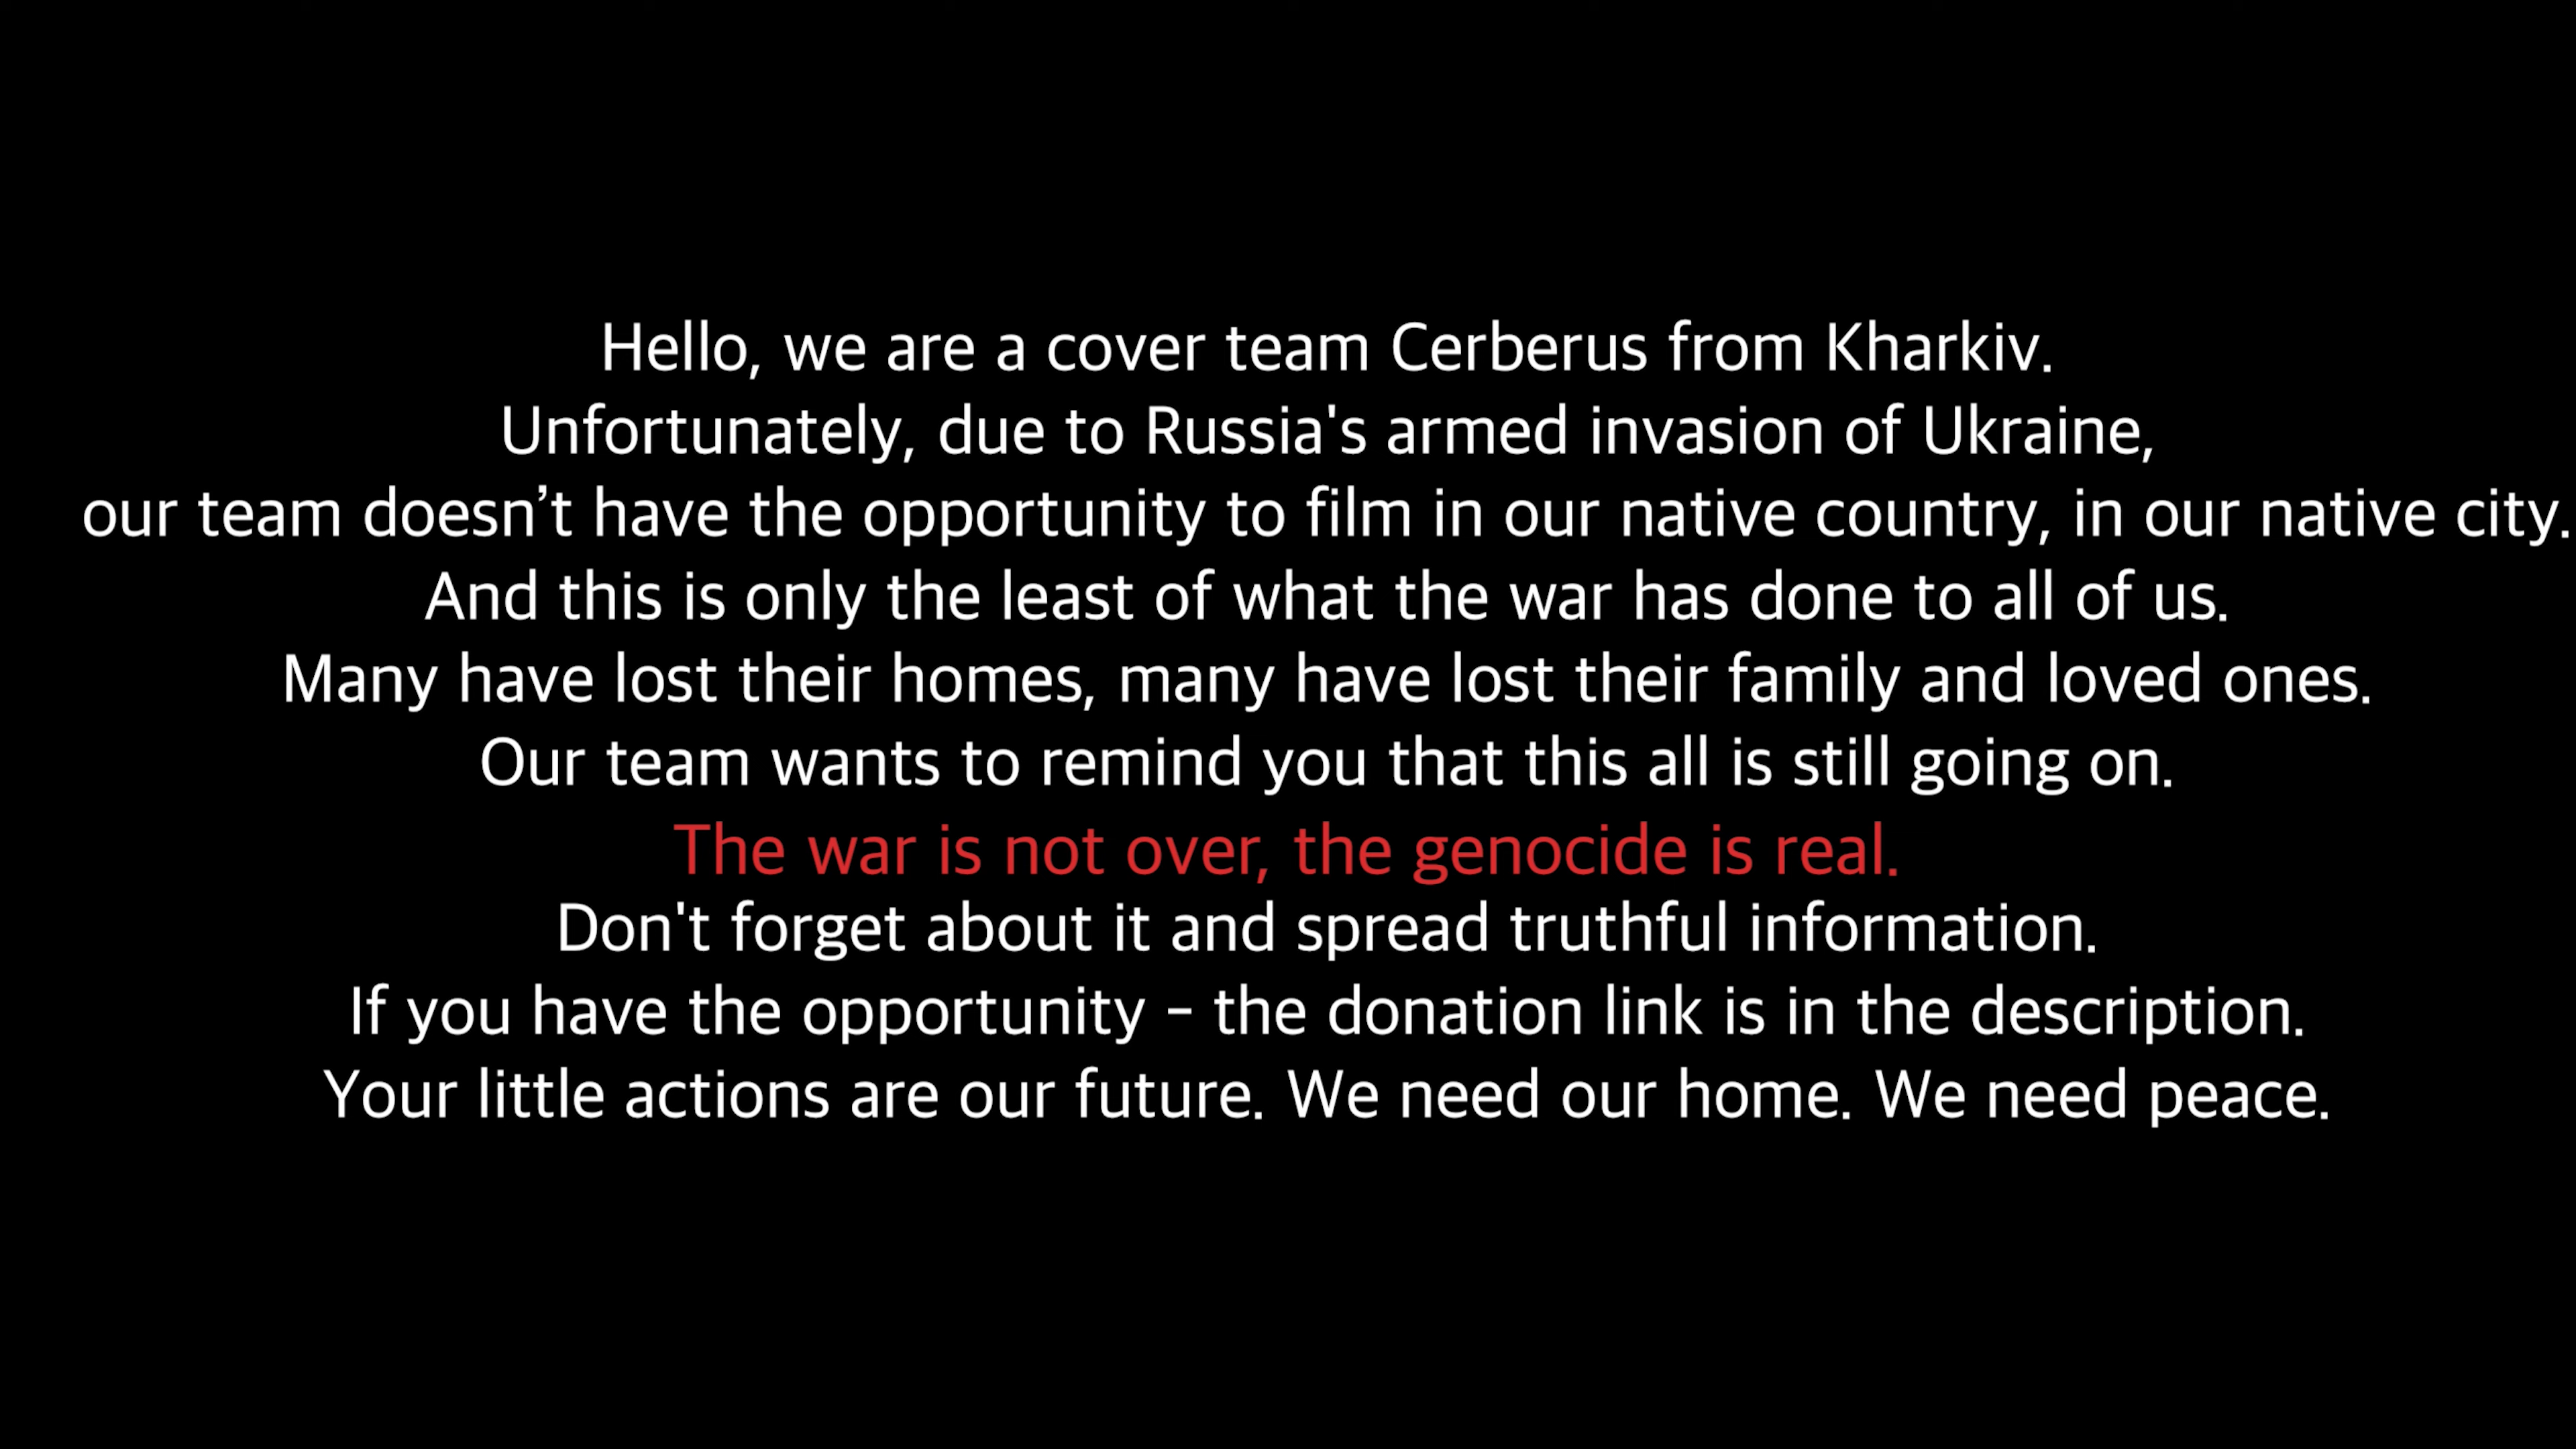 Hello, we are a cover team Cerberus from Kharkiv.
Unfortunately, due to Russia's armed invasion of Ukraine,
our team doesn’t have the opportunity to film in our native country, in our native city.
And this is only the least of what the war has done to all of us.
Many have lost their homes, many have lost their family and loved ones.
Our team wants to remind you that this all is still going on.
The war is not over, the genocide is real.
Don't forget about it and spread truthful information.
If you have the opportunity - the donation link is in the description.
Your little actions are our future. We need our home. We need peace.